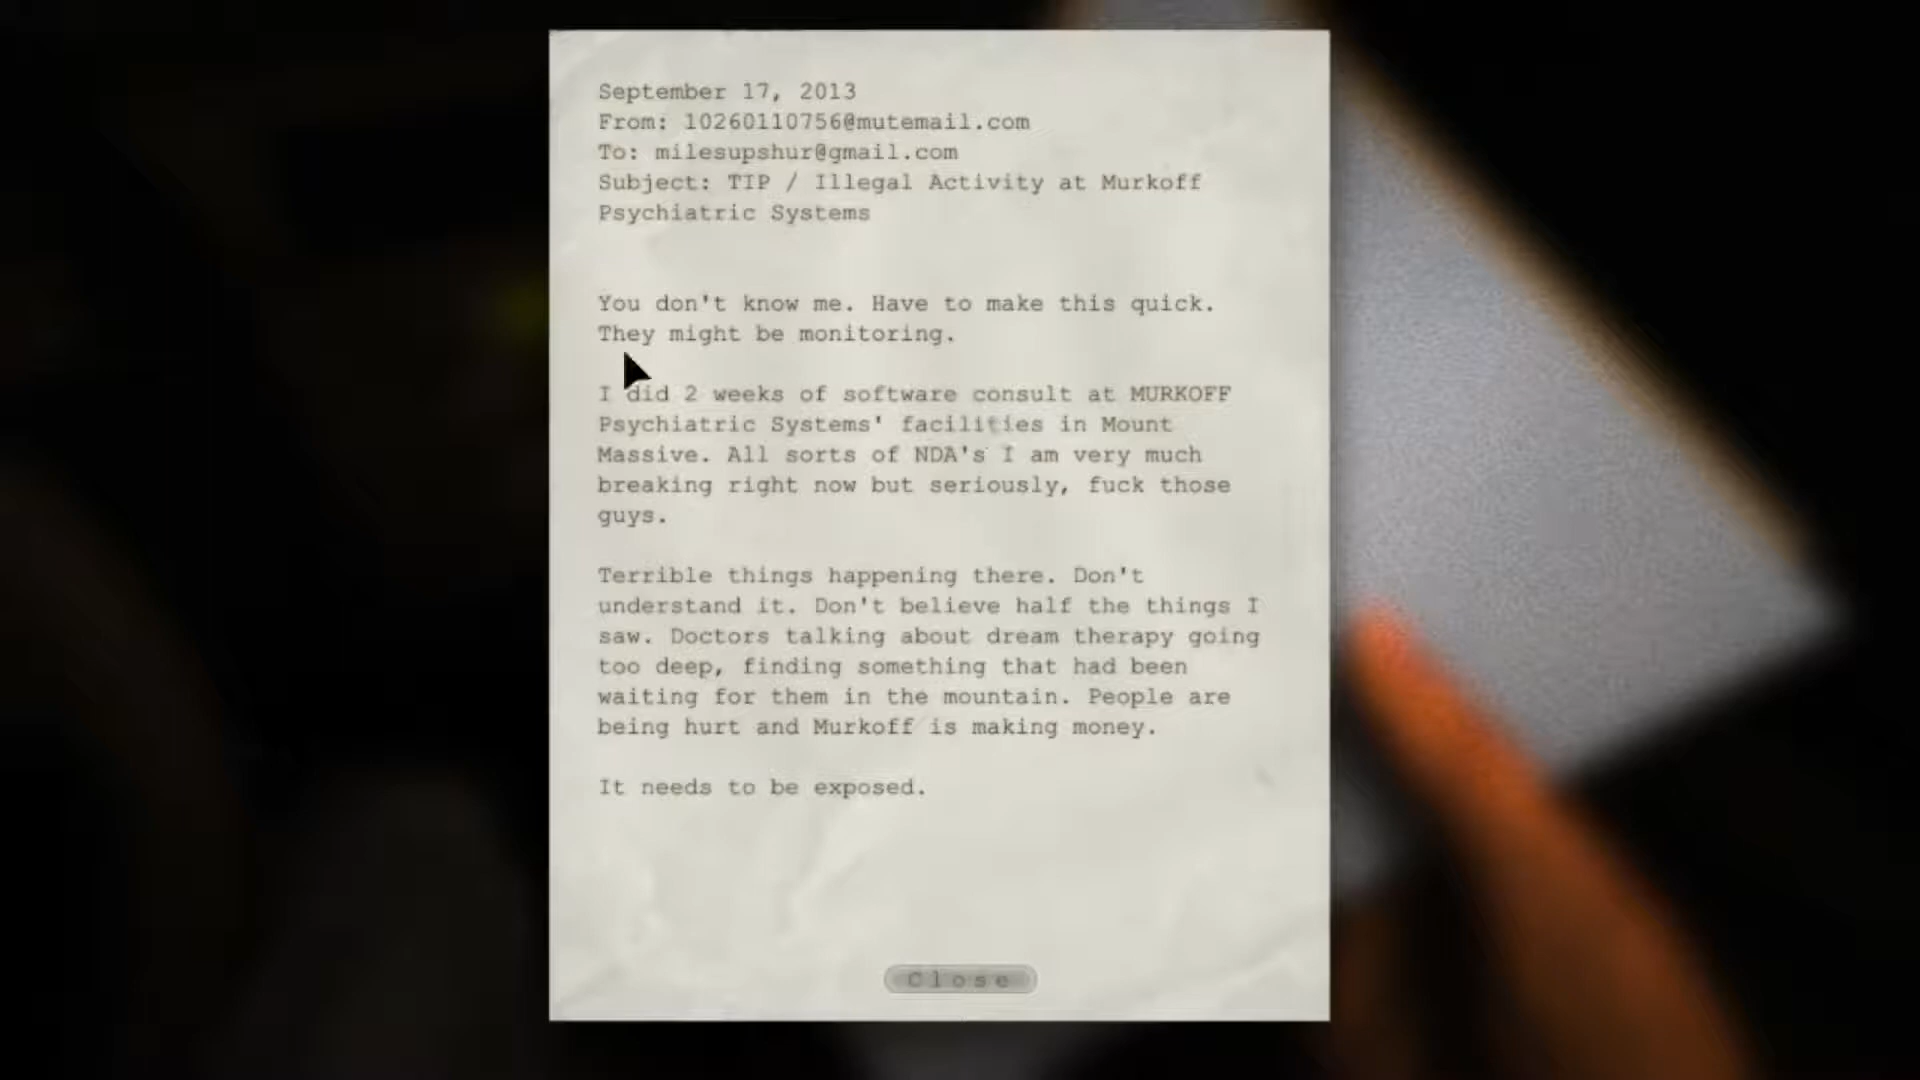 September 17, 2013
From: 10260110756@mutemail.com
To: milesupshur@gmail.com
Subject: TIP / Illegal Activity at Murkoff
Psychiatric Systems
You don't know me. Have to make this quick.
They might be monitoring.
I did 2 weeks of software consult at MURKOFF
Psychiatric Systems' facilities in Mount
Massive. All sorts of NDA's I am very much
breaking right now but seriously, fuck those
guys.
Terrible things happening there. Don't
understand it. Don't believe half the things I
saw. Doctors talking about dream therapy going
too deep, finding something that had been
waiting for them in the mountain. People are
being hurt and Murkoff is making money.
It needs to be exposed.
Close